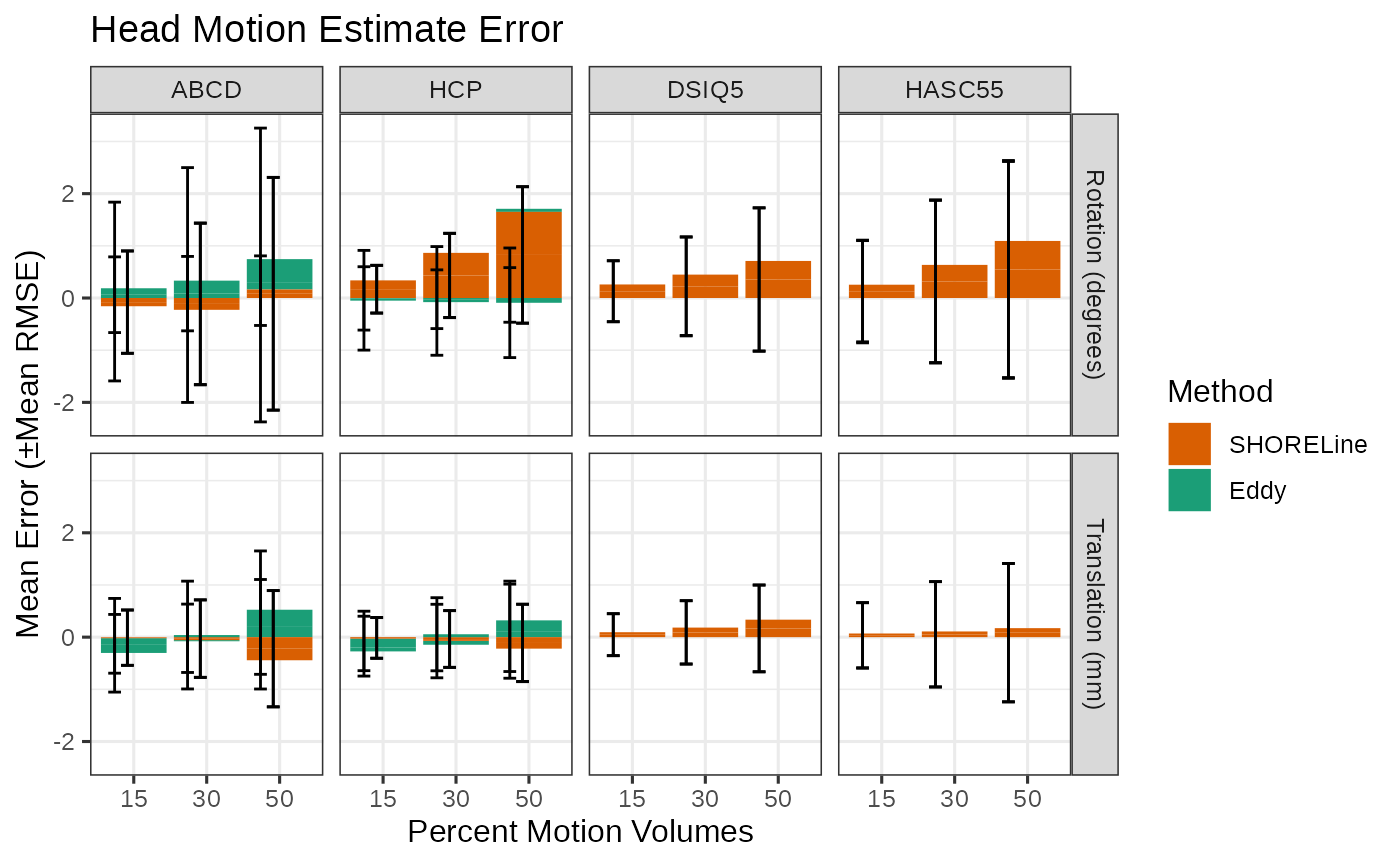 Head Motion Estimate Error
ABCD
HCP
DSIQ5
HASC55
Mean Error (±Mean RMSE)
2
0
-2
Rotation (degrees)
2
0
-2
Translation (mm)
15 30 50
15 30 50
15 30 50
15 30 50
Percent Motion Volumes
Method
SHORELine
Eddy